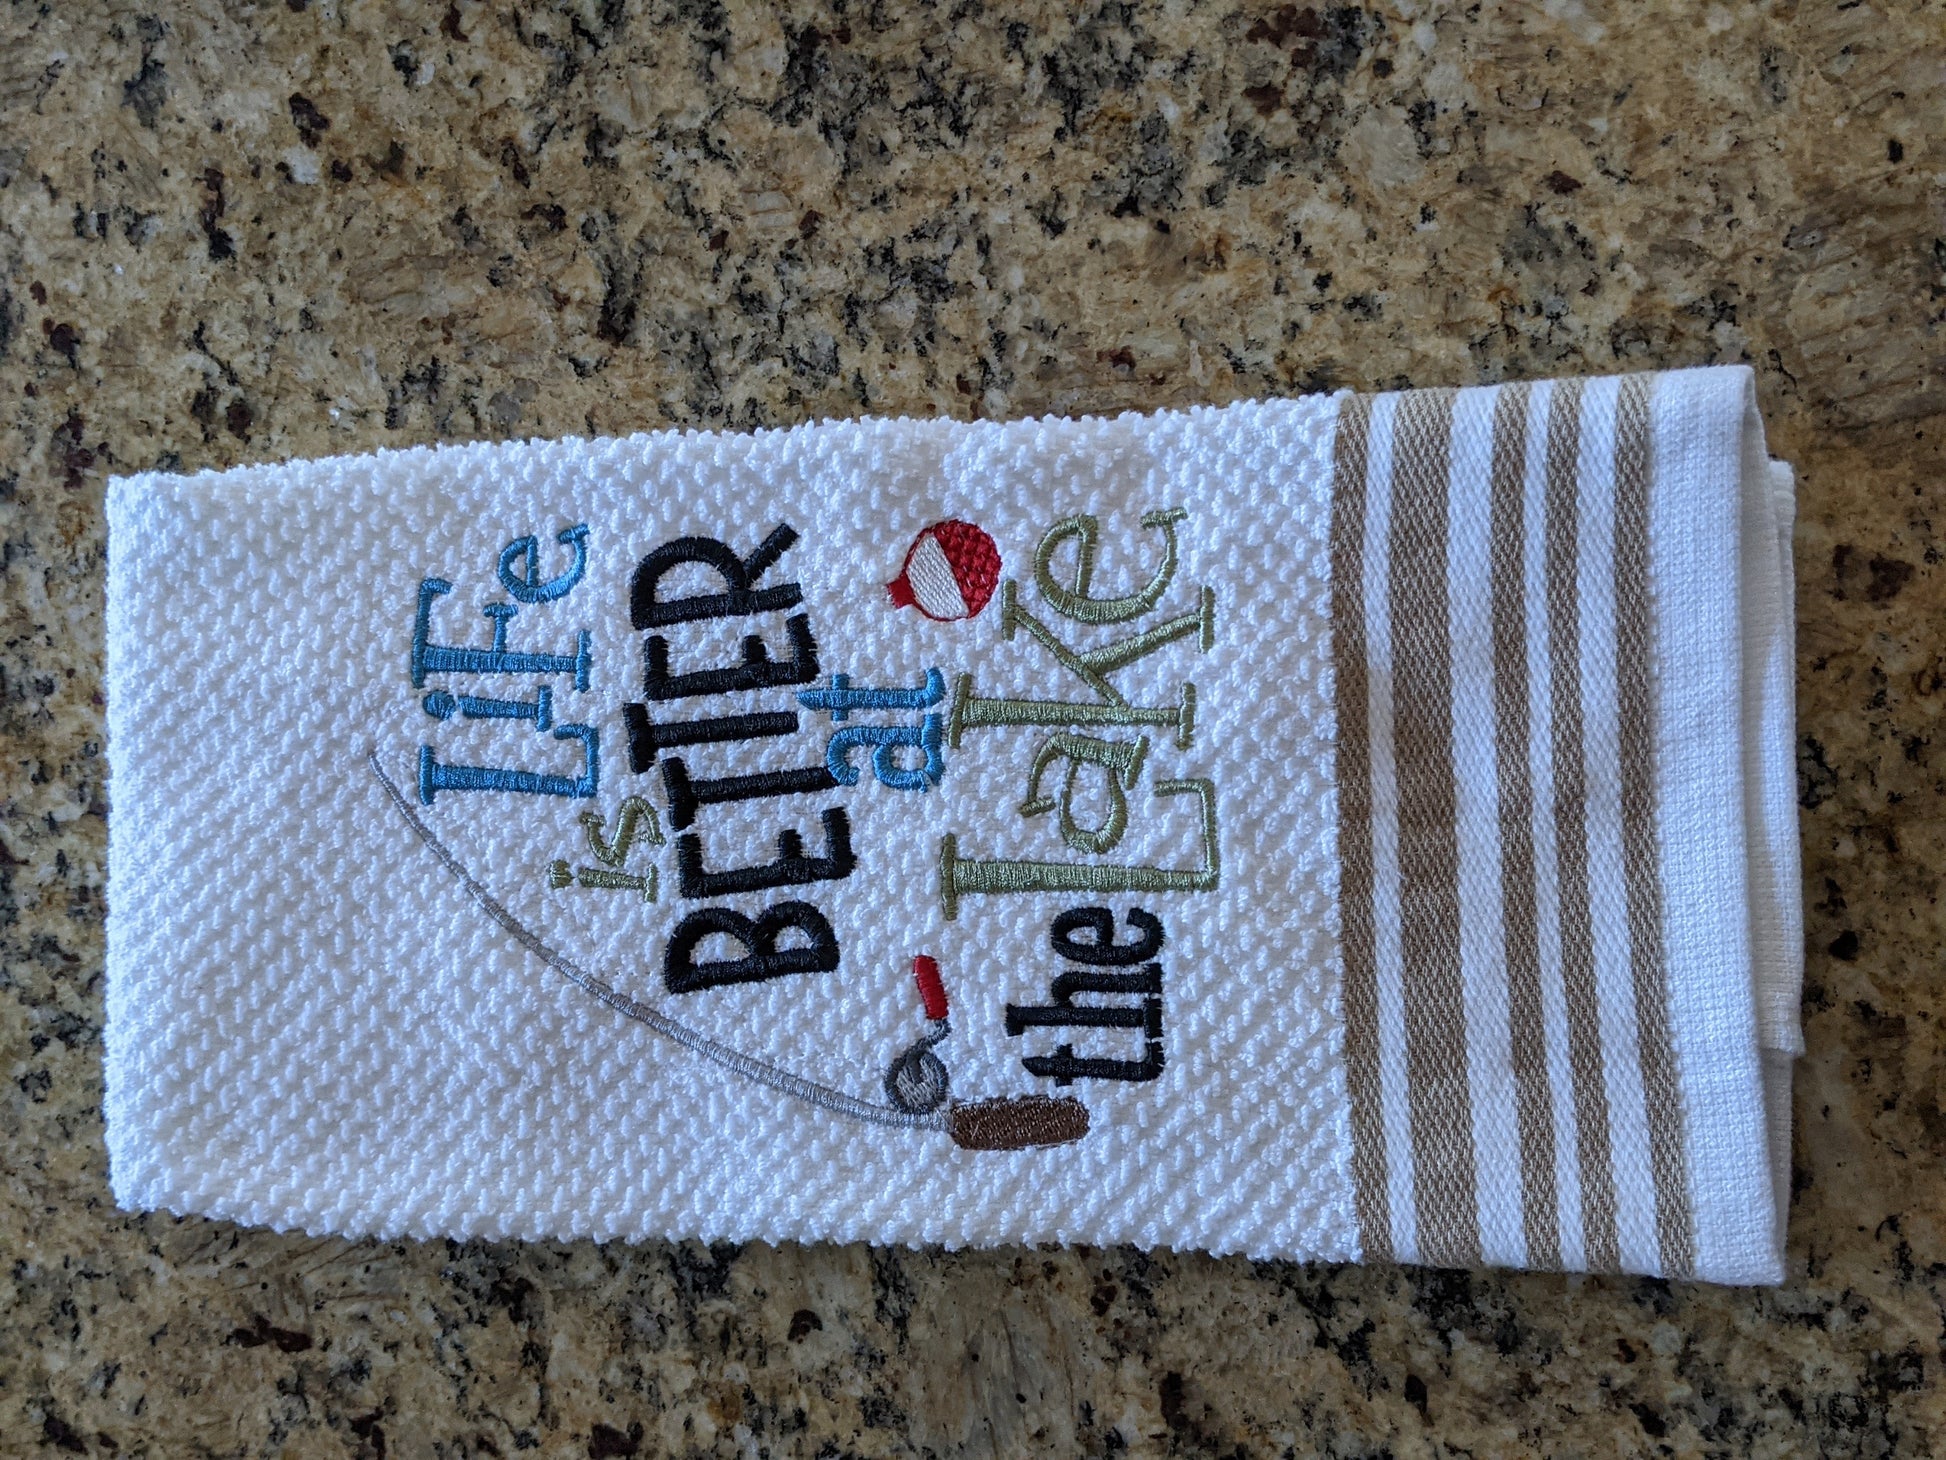 LiFe
is
BETTER
at
the Lake